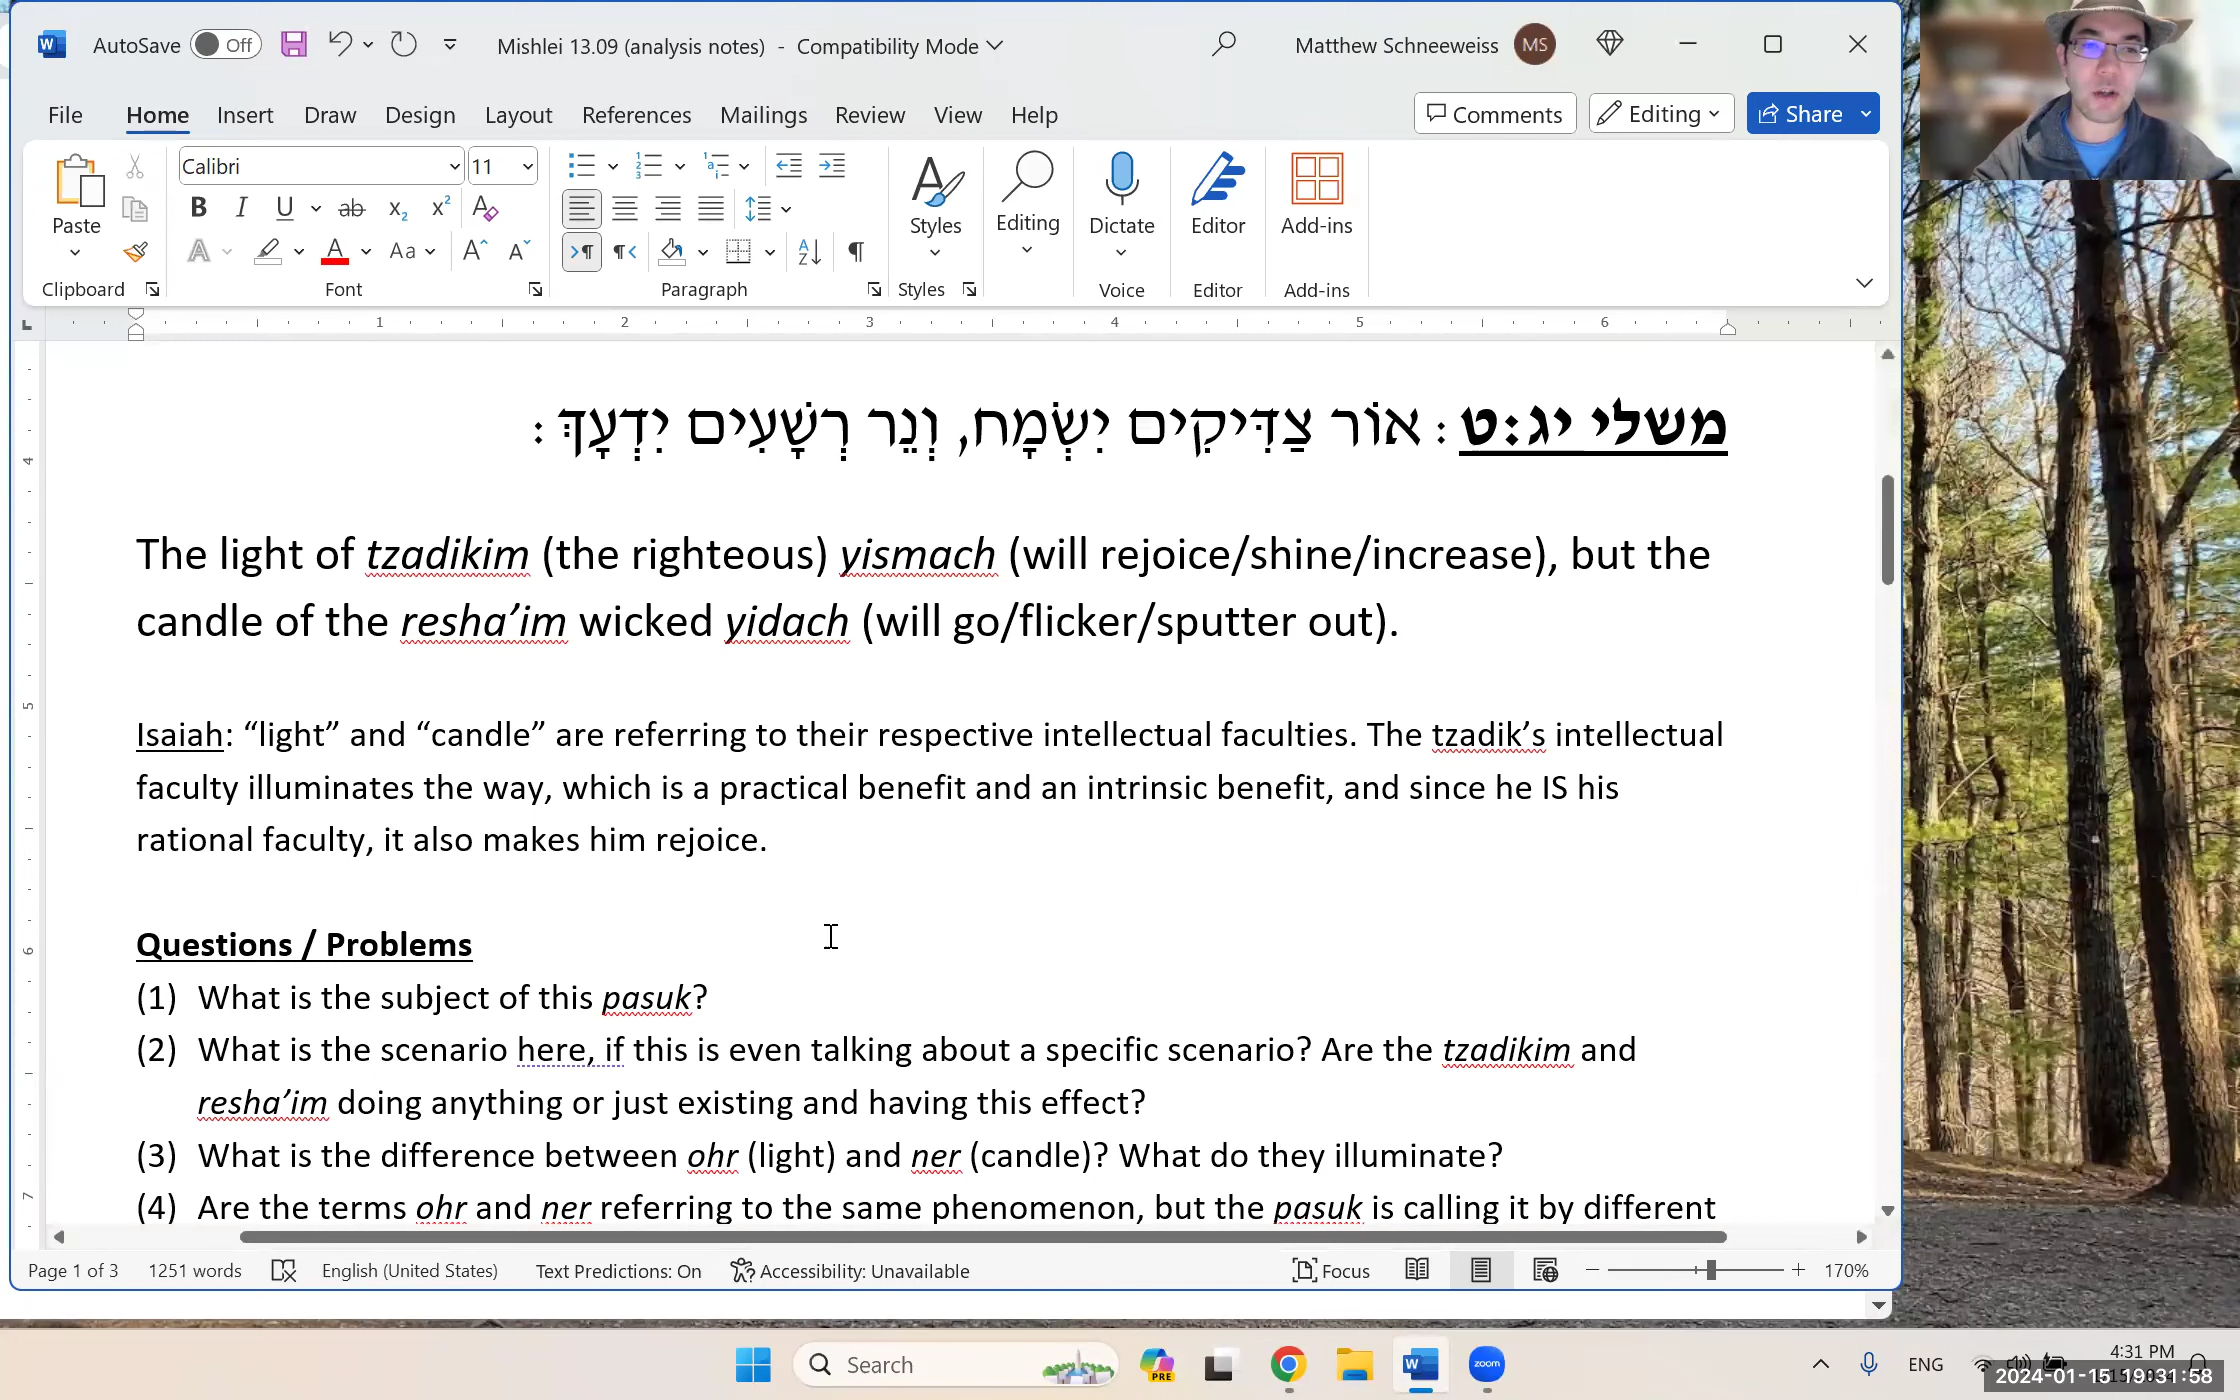 AutoSave Off Mishlei 13.09 (analysis notes) - Compatibility Mode Matthew Schneeweiss MS
File Home Insert Draw Design Layout References Mailings Review View Help Comments Editing Share
Calibri 11
Paste Styles Editing Dictate Editor Add-ins
Clipboard Font Paragraph Styles Voice Editor Add-ins
1 2 3 4 5 6
משלי יג:ט: אוֹר צַדִּיקִים יִשְׂמָח, וְנֵר רְשָׁעִים יִדְעָךְ:
The light of tzadikim (the righteous) yismach (will rejoice/shine/increase), but the
candle of the resha’im wicked yidach (will go/flicker/sputter out).
Isaiah: “light” and “candle” are referring to their respective intellectual faculties. The tzadik’s intellectual
faculty illuminates the way, which is a practical benefit and an intrinsic benefit, and since he IS his
rational faculty, it also makes him rejoice.
Questions / Problems
(1) What is the subject of this pasuk?
(2) What is the scenario here, if this is even talking about a specific scenario? Are the tzadikim and
resha’im doing anything or just existing and having this effect?
(3) What is the difference between ohr (light) and ner (candle)? What do they illuminate?
(4) Are the terms ohr and ner referring to the same phenomenon, but the pasuk is calling it by different
Page 1 of 3 1251 words English (United States) Text Predictions: On Accessibility: Unavailable Focus 170%
Search PRE zoom ENG 4:31 PM
2024-01-15 19:31:58